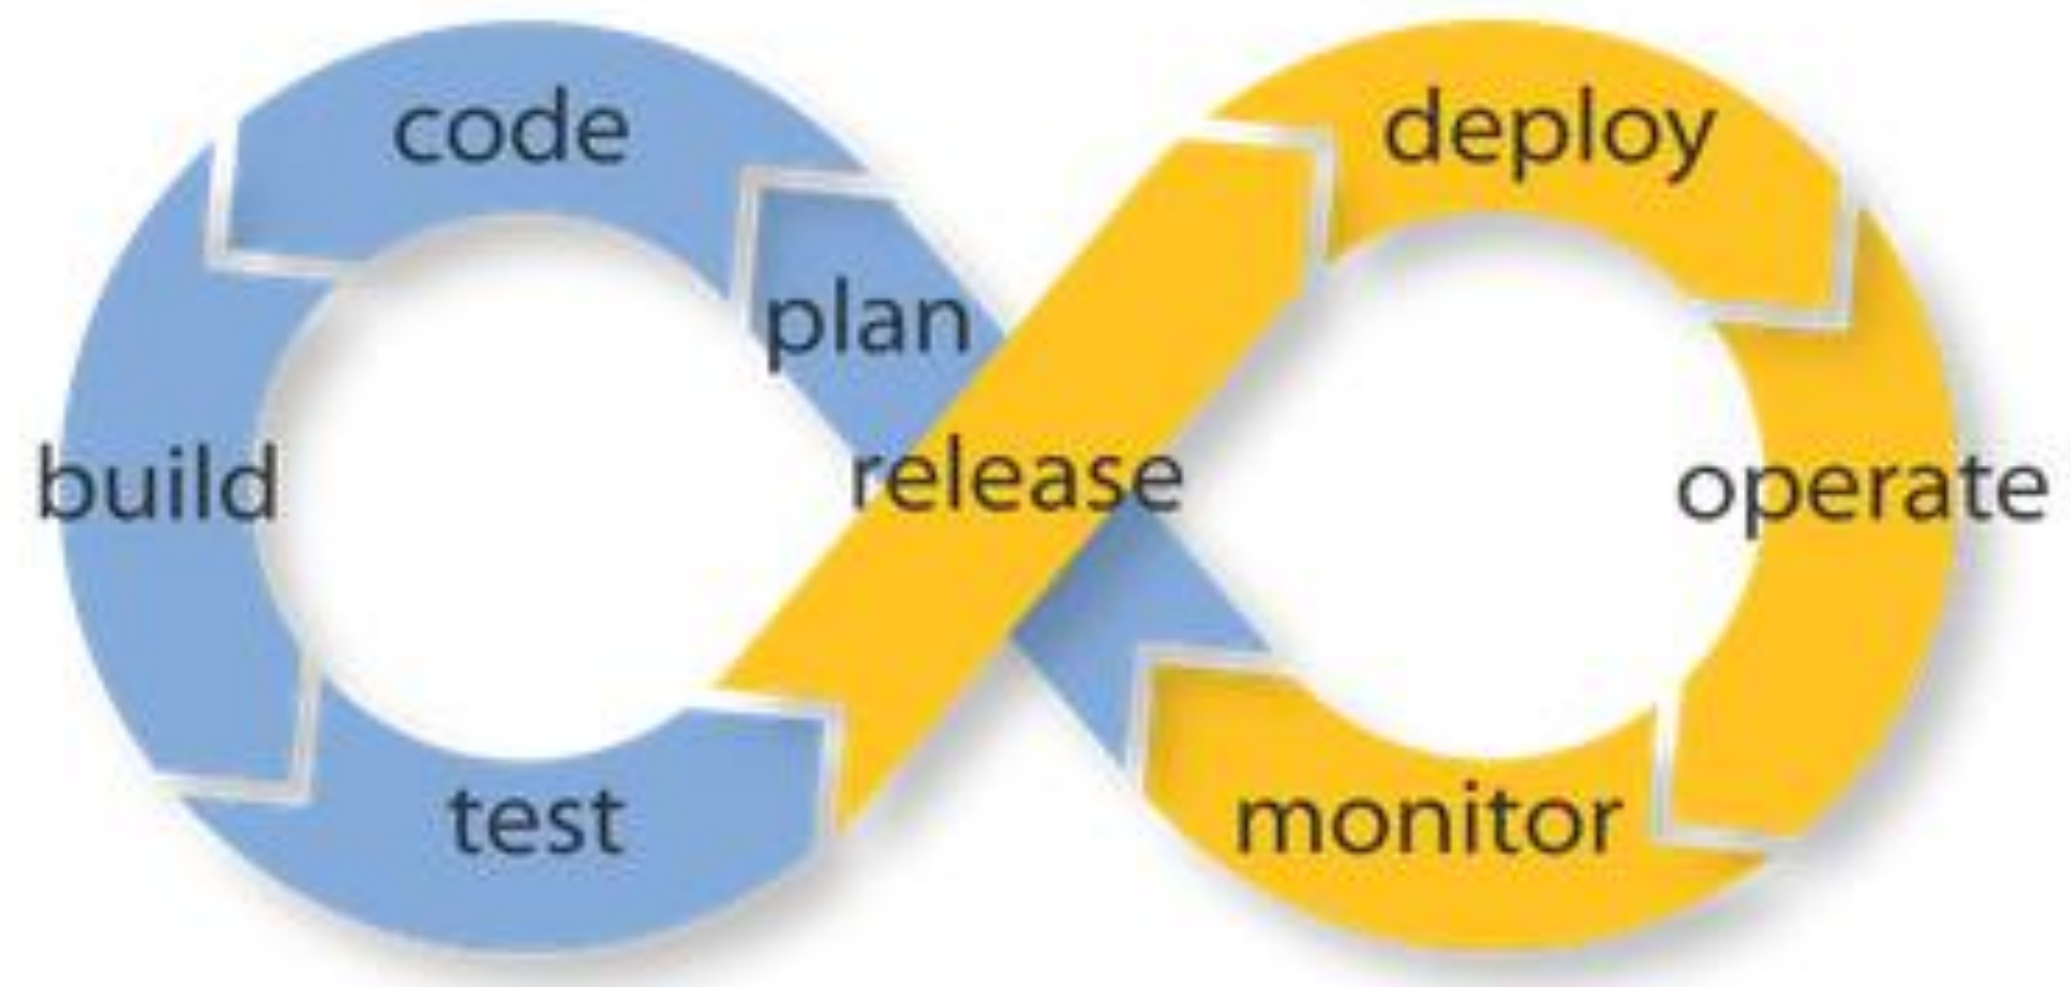 code
deploy
plan
build
release
operate
test
monitor